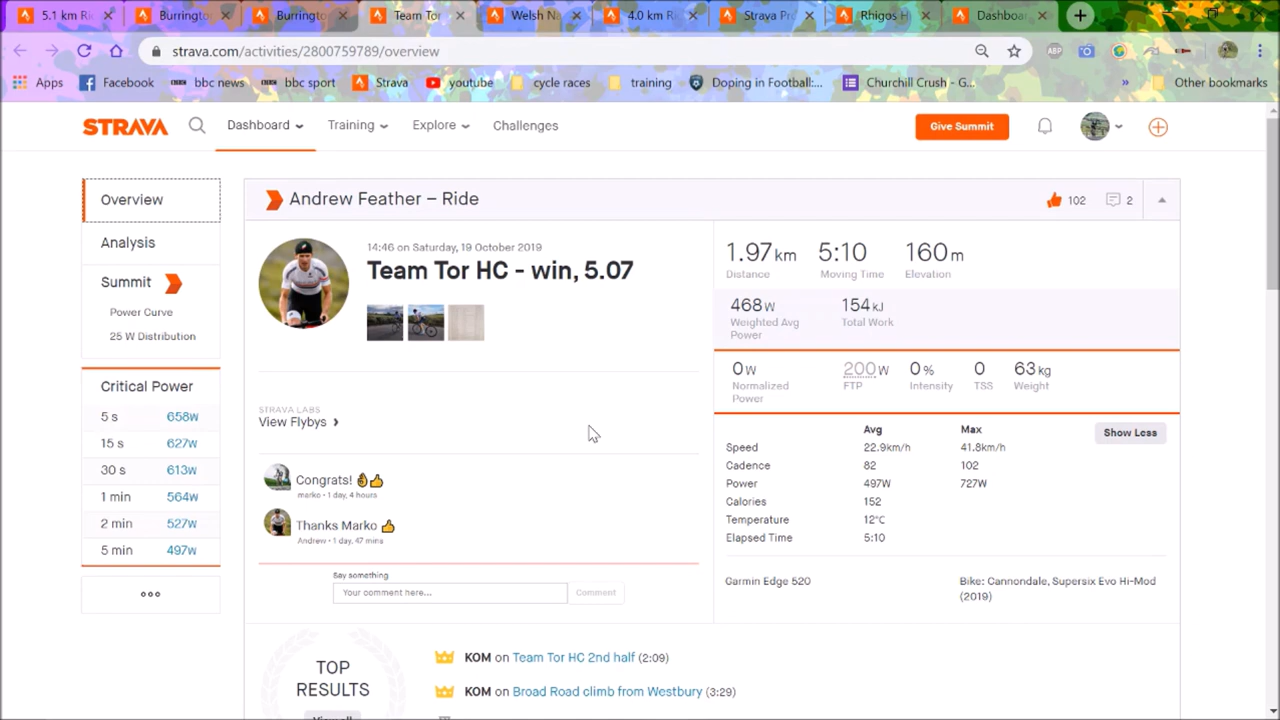 5.1 km Ri
Burringto
Burringto
Team Tor
Welsh Na
4.0 km Ri
Strava Pr
Rhigos H
Dashboa
strava.com/activities/2800759789/overview
ABP
Apps
Facebook
BBC
bbc news
BBC
bbc sport
Strava
youtube
cycle races
training
Doping in Football:...
Churchill Crush - G...
»
Other bookmarks
STRAVA
Dashboard
Training
Explore
Challenges
Give Summit
Overview
Analysis
Summit
Power Curve
25 W Distribution
Critical Power
5 s 658W
15 s 627W
30 s 613W
1 min 564W
2 min 527W
5 min 497W
Andrew Feather – Ride
102
2
14:46 on Saturday, 19 October 2019
Team Tor HC - win, 5.07
STRAVA LABS
View Flybys
Congrats! 👌👍
marko • 1 day, 4 hours
Thanks Marko 👍
Andrew • 1 day, 47 mins
Say something
Your comment here...
Comment
1.97km 5:10 160m
Distance Moving Time Elevation
468W 154kJ
Weighted Avg Total Work
Power
0W 200W 0% 0 63kg
Normalized FTP Intensity TSS Weight
Power
Avg Max
Show Less
Speed 22.9km/h 41.8km/h
Cadence 82 102
Power 497W 727W
Calories 152
Temperature 12°C
Elapsed Time 5:10
Garmin Edge 520
Bike: Cannondale, Supersix Evo Hi-Mod
(2019)
TOP
RESULTS
KOM on Team Tor HC 2nd half (2:09)
KOM on Broad Road climb from Westbury (3:29)